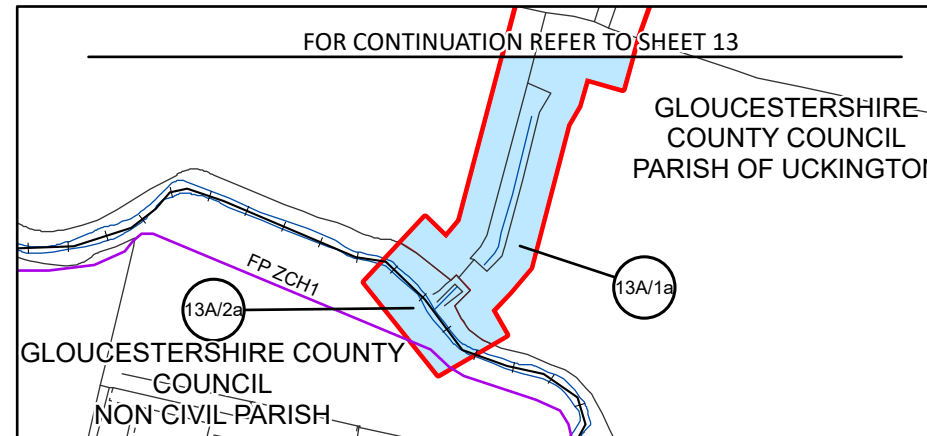 FOR CONTINUATION REFER TO SHEET 13
GLOUCESTERSHIRE
COUNTY COUNCIL
PARISH OF UCKINGTON
13A/1a
FP ZCH1
13A/2a
GLOUCESTERSHIRE COUNTY
COUNCIL
NON CIVIL PARISH